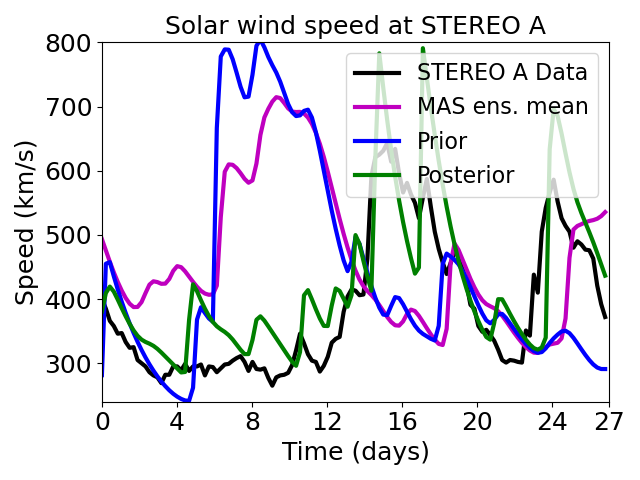 Solar wind speed at STEREO A
800
700
600
500
400
300
Speed (km/s)
STEREO A Data
MAS ens. mean
Prior
Posterior
0 4 8 12 16 20 24 27
Time (days)